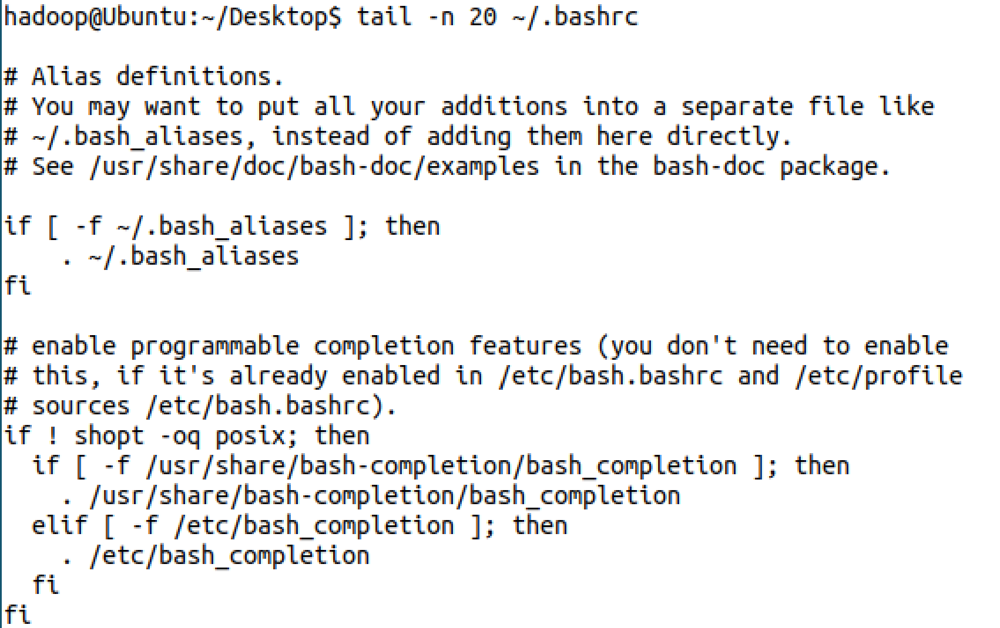 hadoop@Ubuntu:~/Desktop$ tail -n 20 ~/.bashrc
# Alias definitions.
# You may want to put all your additions into a separate file like
# ~/.bash_aliases, instead of adding them here directly.
# See /usr/share/doc/bash-doc/examples in the bash-doc package.
if [ -f ~/.bash_aliases ]; then
    . ~/.bash_aliases
fi
# enable programmable completion features (you don't need to enable
# this, if it's already enabled in /etc/bash.bashrc and /etc/profile
# sources /etc/bash.bashrc).
if ! shopt -oq posix; then
  if [ -f /usr/share/bash-completion/bash_completion ]; then
    . /usr/share/bash-completion/bash_completion
  elif [ -f /etc/bash_completion ]; then
    . /etc/bash_completion
  fi
fi